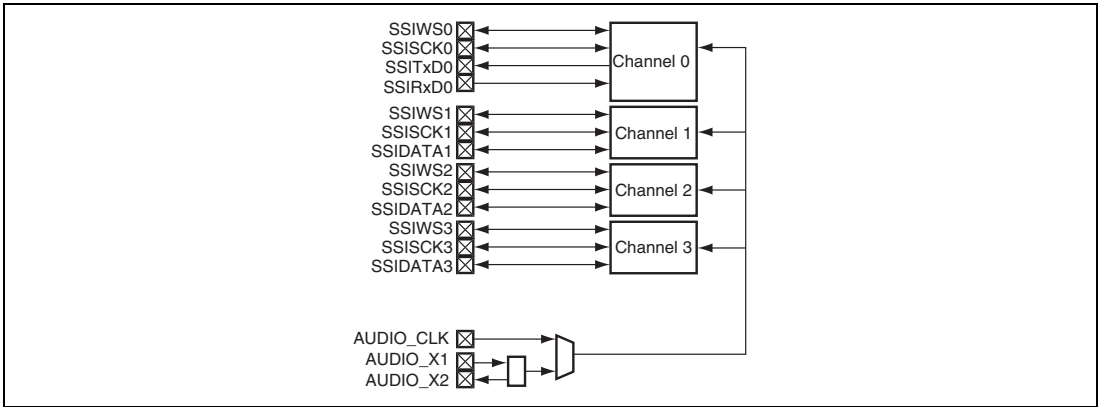 SSIWS0
SSISCK0
SSITxD0
SSIRxD0
Channel 0
SSIWS1
SSISCK1
SSIDATA1
Channel 1
SSIWS2
SSISCK2
SSIDATA2
Channel 2
SSIWS3
SSISCK3
SSIDATA3
Channel 3
AUDIO_CLK
AUDIO_X1
AUDIO_X2